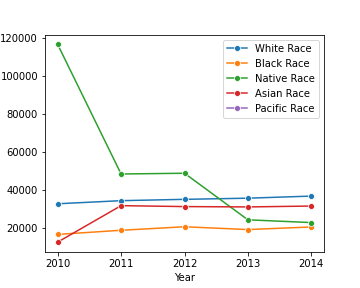 120000
100000
80000
60000
40000
20000
White Race
Black Race
Native Race
Asian Race
Pacific Race
2010 2011 2012 2013 2014
Year